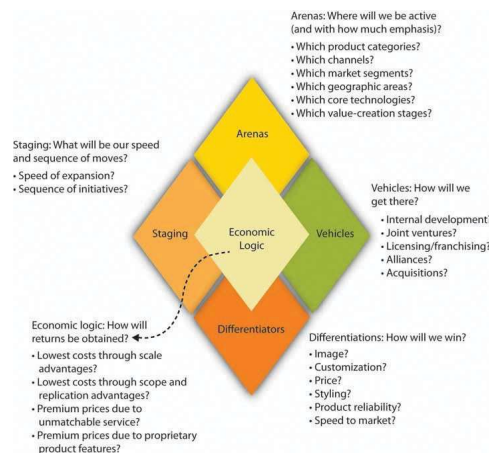 Arenas: Where will we be active
(and with how much emphasis)?
• Which product categories?
• Which channels?
• Which market segments?
• Which geographic areas?
• Which core technologies?
• Which value-creation stages?
Arenas
Staging: What will be our speed
and sequence of moves?
• Speed of expansion?
• Sequence of initiatives?
Staging
Economic
Logic
Vehicles
Vehicles: How will we
get there?
• Internal development?
• Joint ventures?
• Licensing/franchising?
• Alliances?
• Acquisitions?
Differentiators
Economic logic: How will
returns be obtained?
• Lowest costs through scale
advantages?
• Lowest costs through scope and
replication advantages?
• Premium prices due to
unmatchable service?
• Premium prices due to proprietary
product features?
Differentiations: How will we win?
• Image?
• Customization?
• Price?
• Styling?
• Product reliability?
• Speed to market?